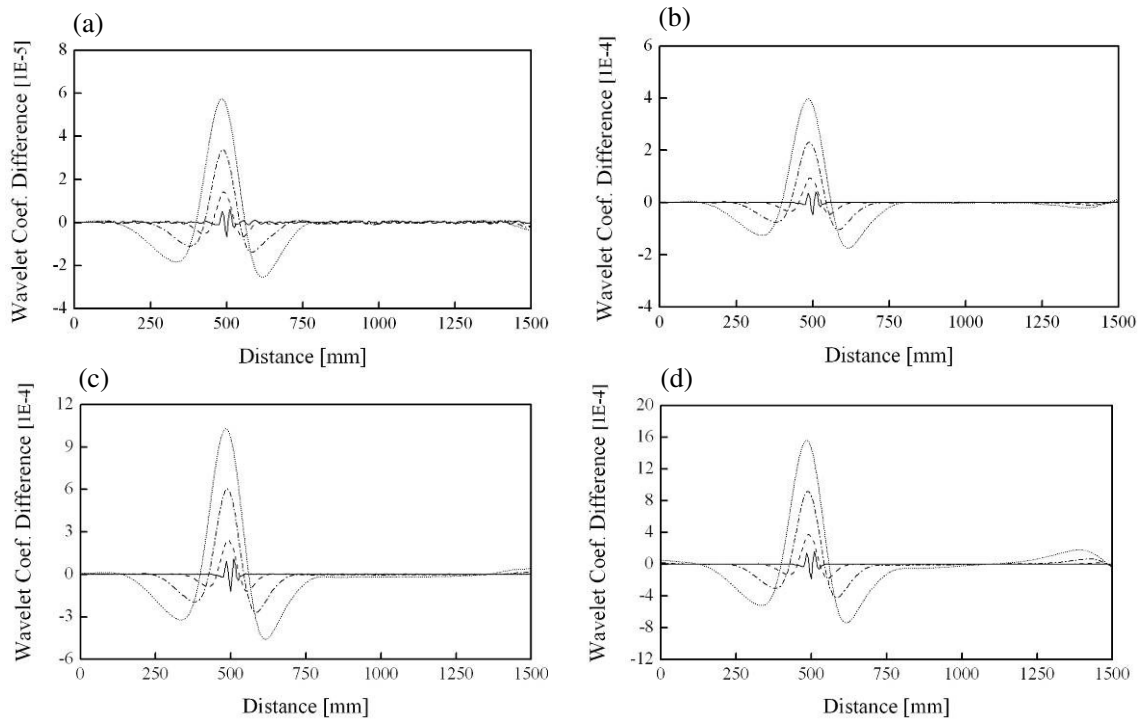 (a)
Wavelet Coef. Difference [1E-5]
8
6
4
2
0
-2
-4
0 250 500 750 1000 1250 1500
Distance [mm]
(b)
Wavelet Coef. Difference [1E-4]
6
4
2
0
-2
-4
0 250 500 750 1000 1250 1500
Distance [mm]
(c)
Wavelet Coef. Difference [1E-4]
12
9
6
3
0
-3
-6
0 250 500 750 1000 1250 1500
Distance [mm]
(d)
Wavelet Coef. Difference [1E-4]
20
16
12
8
4
0
-4
-8
-12
0 250 500 750 1000 1250 1500
Distance [mm]